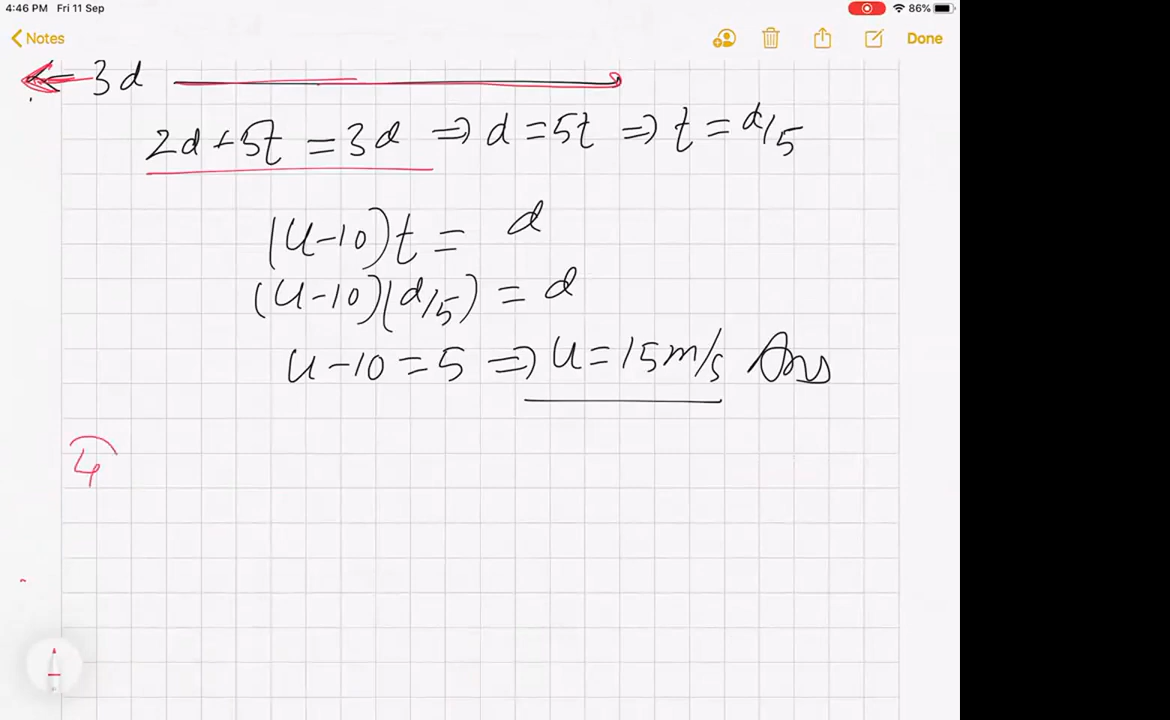 4:46 PM Fri 11 Sep 86%
Notes Done
3d
2d+5t = 3d ⇒ d = 5t ⇒ t = d/5
(u-10)t = d
(u-10)(d/5) = d
u-10 = 5 ⇒ u = 15m/s Ans
4